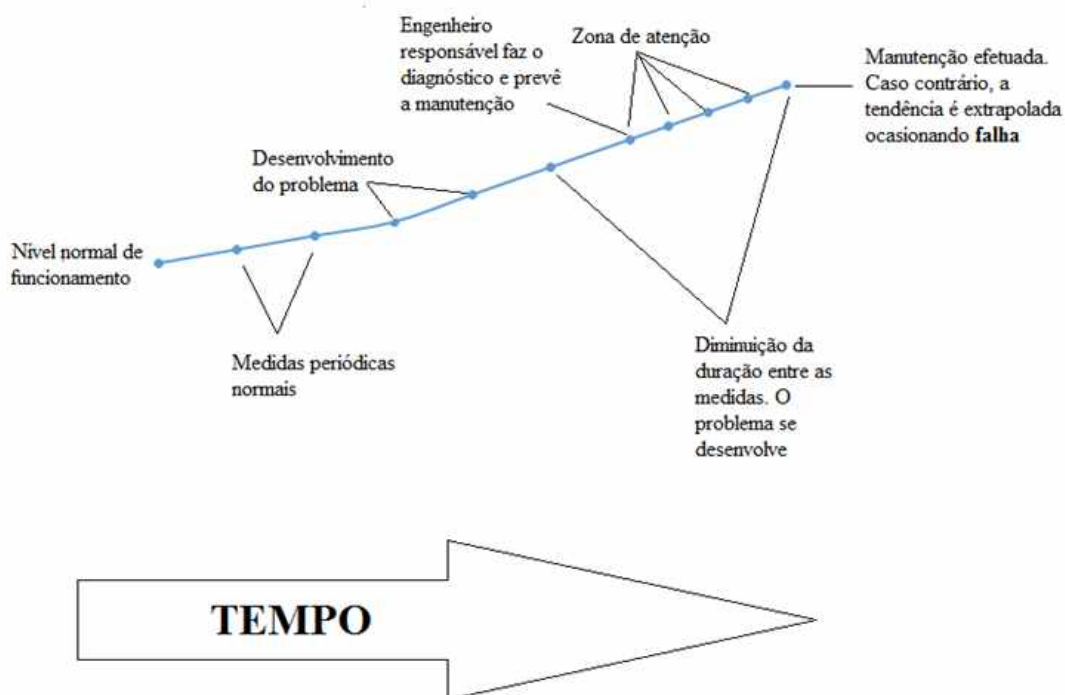 Engenheiro
responsável faz o
diagnóstico e prevê
a manutenção
Zona de atenção
Manutenção efetuada.
Caso contrário, a
tendência é extrapolada
ocasionando falha
Desenvolvimento
do problema
Nível normal de
funcionamento
Medidas periódicas
normais
Diminuição da
duração entre as
medidas. O
problema se
desenvolve
TEMPO